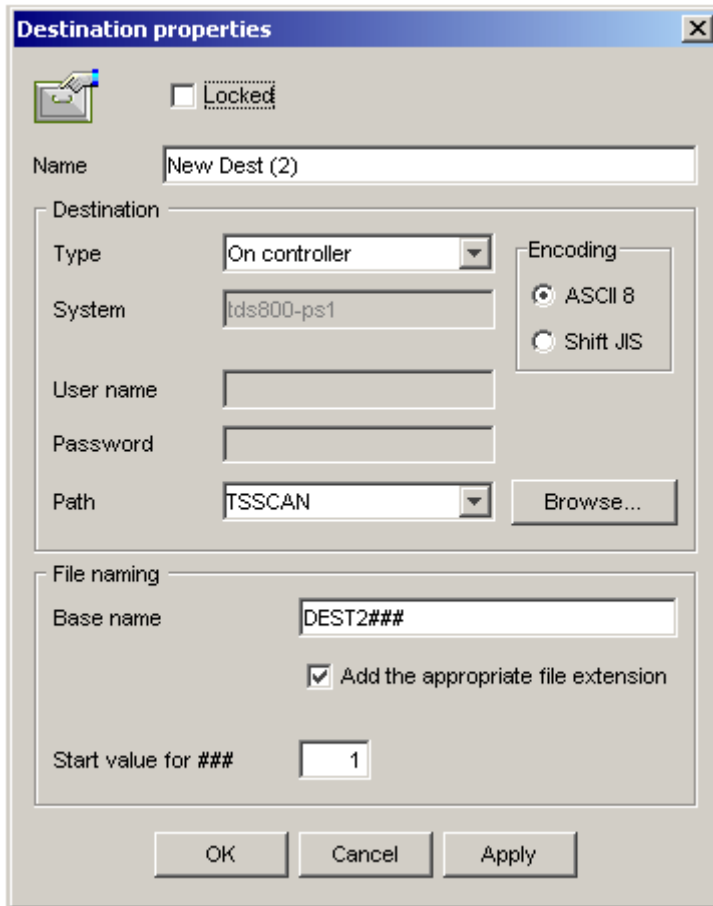 Destination properties
Locked
Name New Dest (2)
Destination
Type On controller
Encoding
ASCII 8
System tds800-ps1
Shift JIS
User name
Password
Path TSSCAN Browse...
File naming
Base name DEST2###
Add the appropriate file extension
Start value for ### 1
OK Cancel Apply